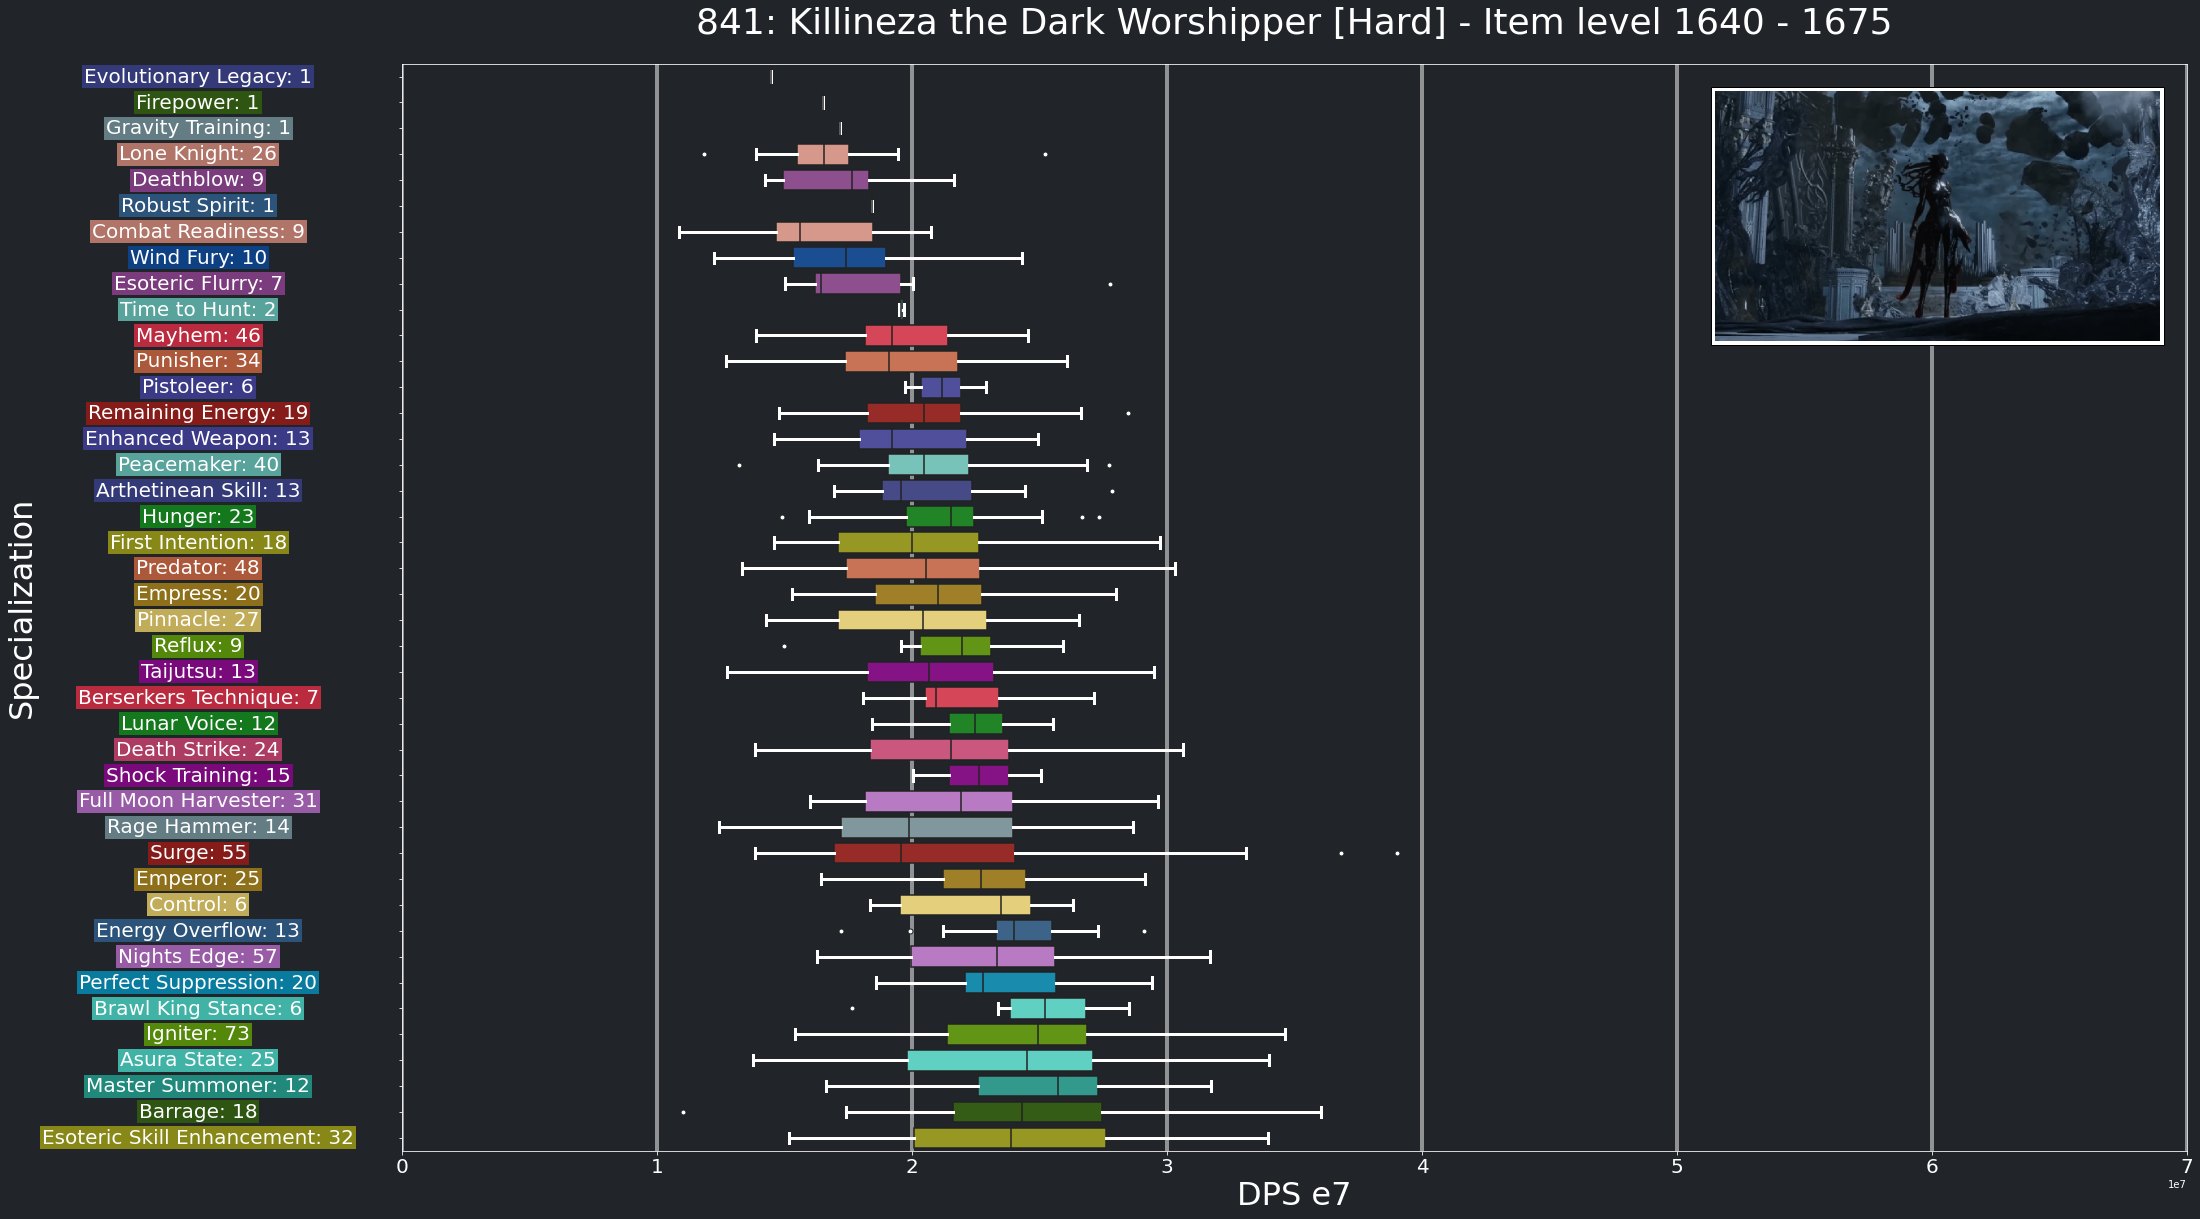 841: Killineza the Dark Worshipper [Hard] - Item level 1640 - 1675
Specialization
Evolutionary Legacy: 1
Firepower: 1
Gravity Training: 1
Lone Knight: 26
Deathblow: 9
Robust Spirit: 1
Combat Readiness: 9
Wind Fury: 10
Esoteric Flurry: 7
Time to Hunt: 2
Mayhem: 46
Punisher: 34
Pistoleer: 6
Remaining Energy: 19
Enhanced Weapon: 13
Peacemaker: 40
Arthetinean Skill: 13
Hunger: 23
First Intention: 18
Predator: 48
Empress: 20
Pinnacle: 27
Reflux: 9
Taijutsu: 13
Berserkers Technique: 7
Lunar Voice: 12
Death Strike: 24
Shock Training: 15
Full Moon Harvester: 31
Rage Hammer: 14
Surge: 55
Emperor: 25
Control: 6
Energy Overflow: 13
Nights Edge: 57
Perfect Suppression: 20
Brawl King Stance: 6
Igniter: 73
Asura State: 25
Master Summoner: 12
Barrage: 18
Esoteric Skill Enhancement: 32
0 1 2 3 4 5 6 7
1e7
DPS e7